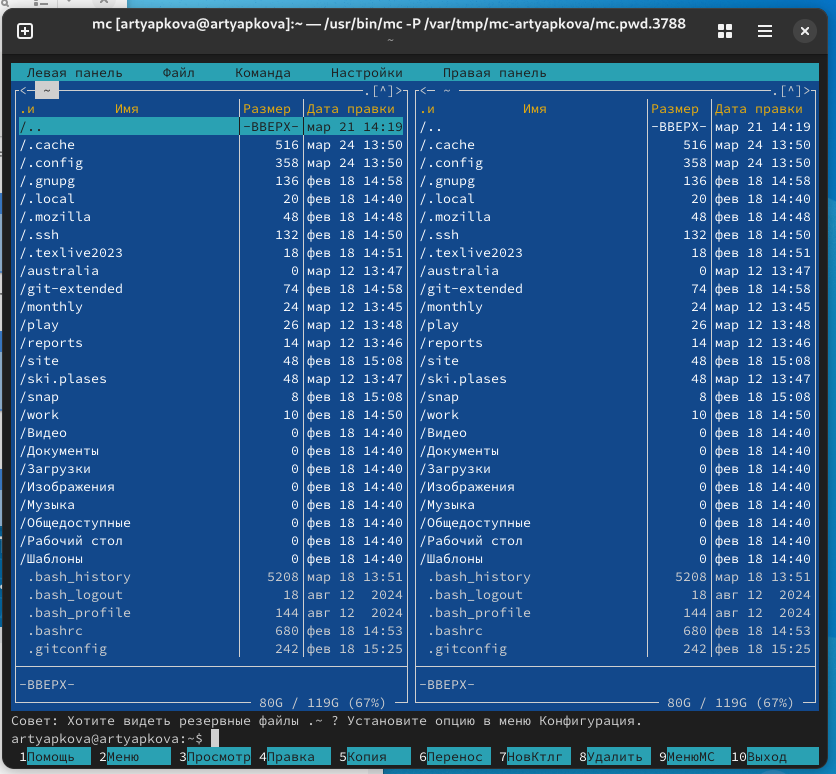 mc [artyapkova@artyapkova]:~ — /usr/bin/mc -P /var/tmp/mc-artyapkova/mc.pwd.3788
~
Левая панель Файл Команда Настройки Правая панель
<─ ~ .[^]>
.и Имя Размер Дата правки
/.. -ВВЕРХ- мар 21 14:19
/.cache 516 мар 24 13:50
/.config 358 мар 24 13:50
/.gnupg 136 фев 18 14:58
/.local 20 фев 18 14:40
/.mozilla 48 фев 18 14:48
/.ssh 132 фев 18 14:50
/.texlive2023 18 фев 18 14:51
/australia 0 мар 12 13:47
/git-extended 74 фев 18 14:58
/monthly 24 мар 12 13:45
/play 26 мар 12 13:48
/reports 14 мар 12 13:46
/site 48 фев 18 15:08
/ski.plases 48 мар 12 13:47
/snap 8 фев 18 15:08
/work 10 фев 18 14:50
/Видео 0 фев 18 14:40
/Документы 0 фев 18 14:40
/Загрузки 0 фев 18 14:40
/Изображения 0 фев 18 14:40
/Музыка 0 фев 18 14:40
/Общедоступные 0 фев 18 14:40
/Рабочий стол 0 фев 18 14:40
/Шаблоны 0 фев 18 14:40
.bash_history 5208 мар 18 13:51
.bash_logout 18 авг 12 2024
.bash_profile 144 авг 12 2024
.bashrc 680 фев 18 14:53
.gitconfig 242 фев 18 15:25
-ВВЕРХ-
80G / 119G (67%)
<─ ~ .[^]>
.и Имя Размер Дата правки
/.. -ВВЕРХ- мар 21 14:19
/.cache 516 мар 24 13:50
/.config 358 мар 24 13:50
/.gnupg 136 фев 18 14:58
/.local 20 фев 18 14:40
/.mozilla 48 фев 18 14:48
/.ssh 132 фев 18 14:50
/.texlive2023 18 фев 18 14:51
/australia 0 мар 12 13:47
/git-extended 74 фев 18 14:58
/monthly 24 мар 12 13:45
/play 26 мар 12 13:48
/reports 14 мар 12 13:46
/site 48 фев 18 15:08
/ski.plases 48 мар 12 13:47
/snap 8 фев 18 15:08
/work 10 фев 18 14:50
/Видео 0 фев 18 14:40
/Документы 0 фев 18 14:40
/Загрузки 0 фев 18 14:40
/Изображения 0 фев 18 14:40
/Музыка 0 фев 18 14:40
/Общедоступные 0 фев 18 14:40
/Рабочий стол 0 фев 18 14:40
/Шаблоны 0 фев 18 14:40
.bash_history 5208 мар 18 13:51
.bash_logout 18 авг 12 2024
.bash_profile 144 авг 12 2024
.bashrc 680 фев 18 14:53
.gitconfig 242 фев 18 15:25
-ВВЕРХ-
80G / 119G (67%)
Совет: Хотите видеть резервные файлы .~ ? Установите опцию в меню Конфигурация.
artyapkova@artyapkova:~$
1Помощь 2Меню 3Просмотр 4Правка 5Копия 6Перенос 7НовКтлг 8Удалить 9МенюМС 10Выход